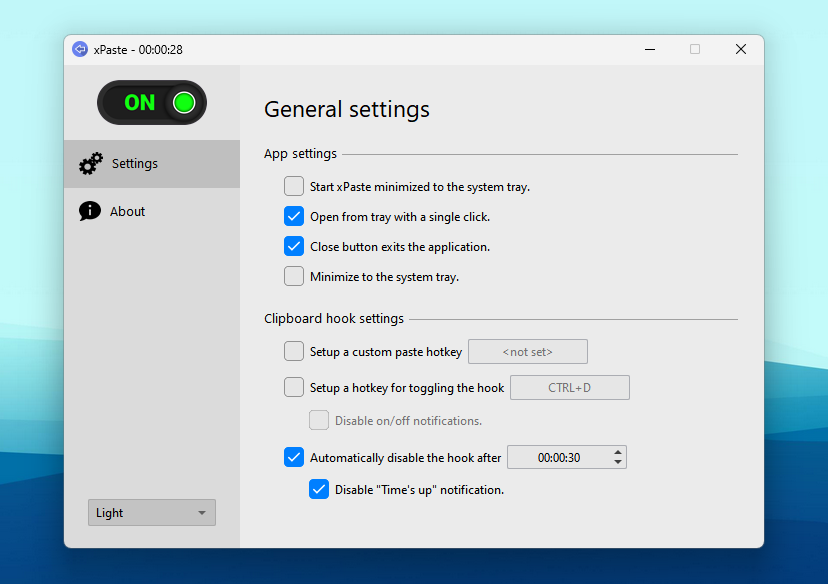 xPaste - 00:00:28
ON
Settings
About
Light
General settings
App settings
Start xPaste minimized to the system tray.
Open from tray with a single click.
Close button exits the application.
Minimize to the system tray.
Clipboard hook settings
Setup a custom paste hotkey <not set>
Setup a hotkey for toggling the hook CTRL+D
Disable on/off notifications.
Automatically disable the hook after 00:00:30
Disable "Time's up" notification.